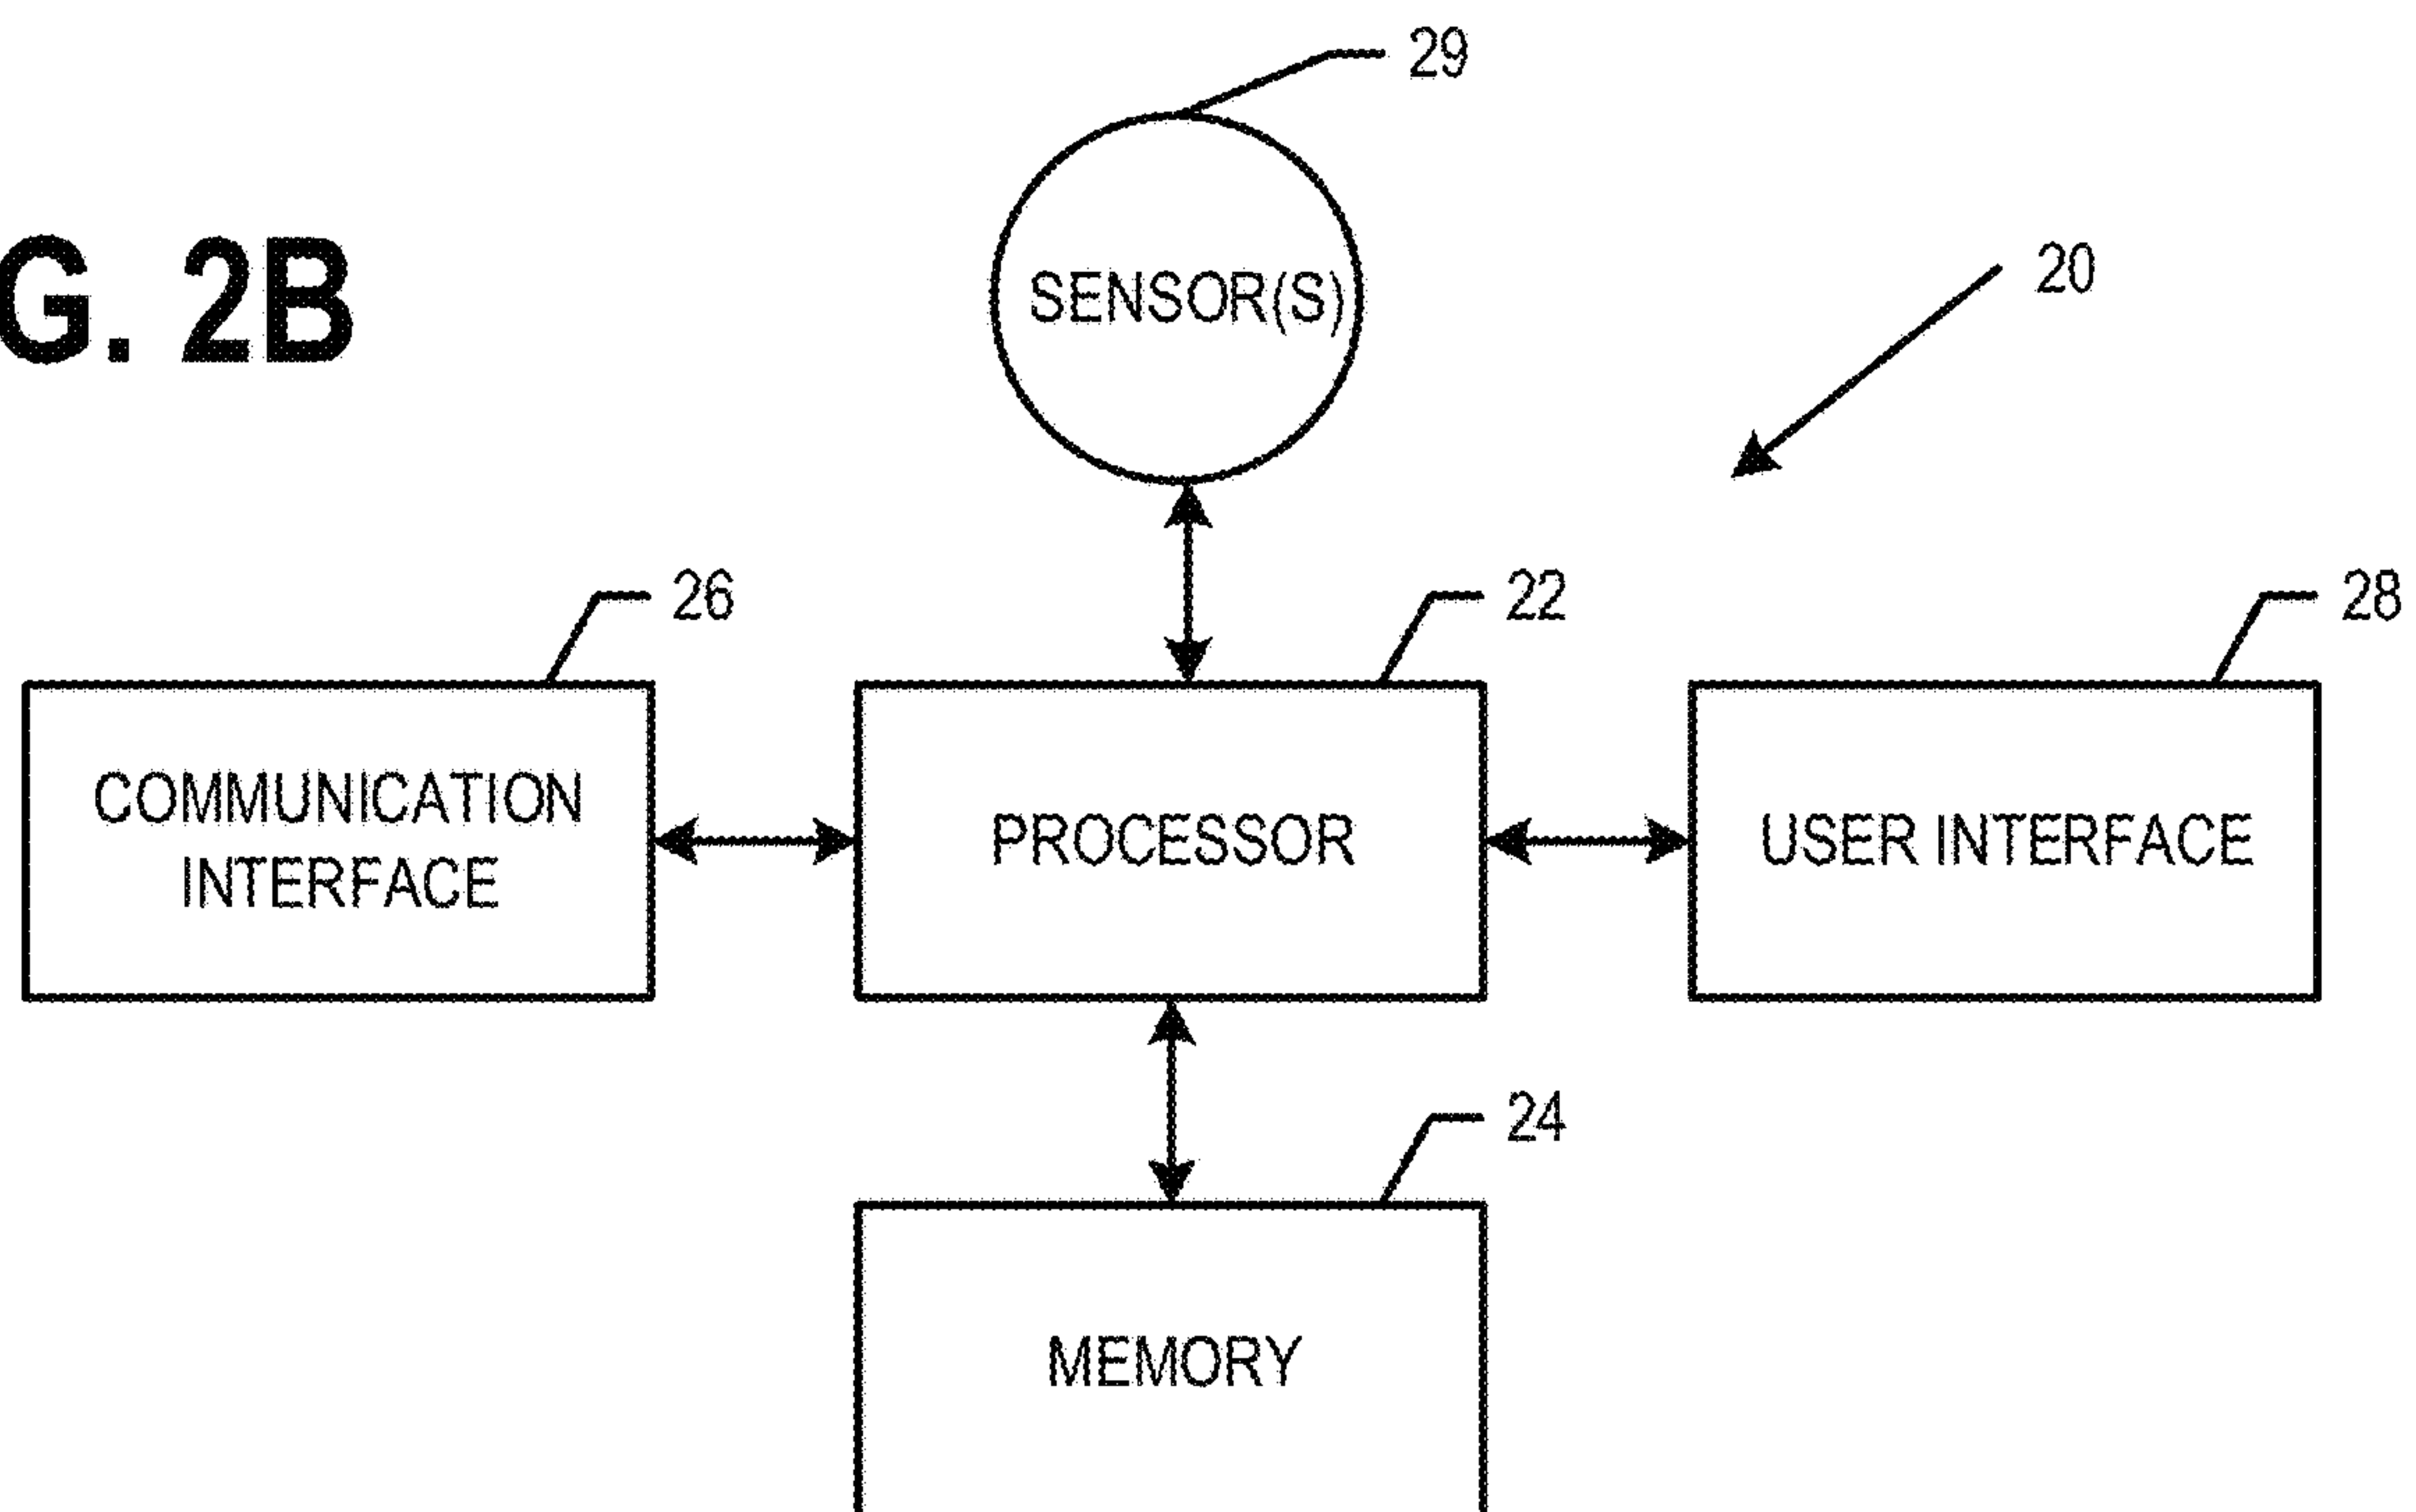 29
G. 2B
SENSOR(S)
20
26
22
28
COMMUNICATION
INTERFACE
PROCESSOR
USER INTERFACE
24
MEMORY